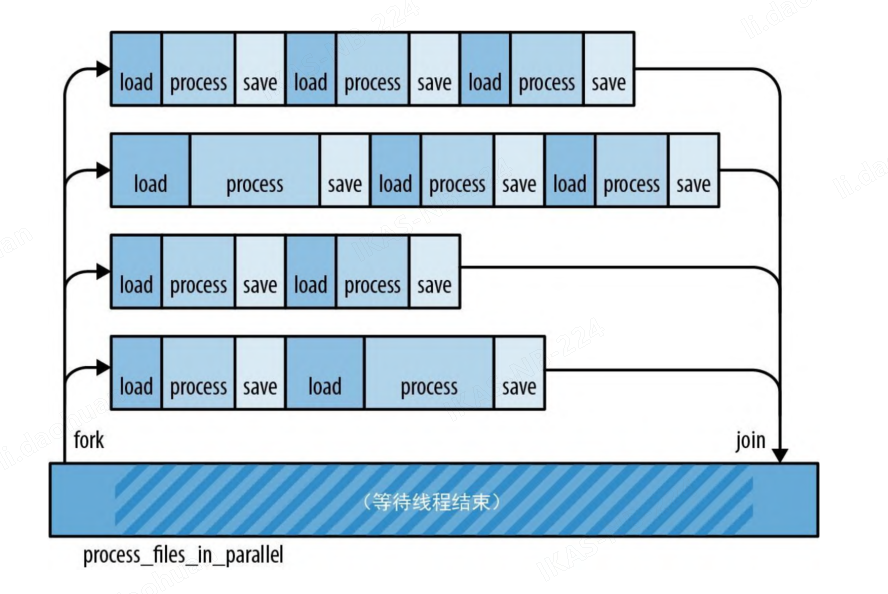 load process save load process save load process save
load process save load process save load process save
load process save load process save
load process save load process save
fork
join
（等待线程结束）
process_files_in_parallel